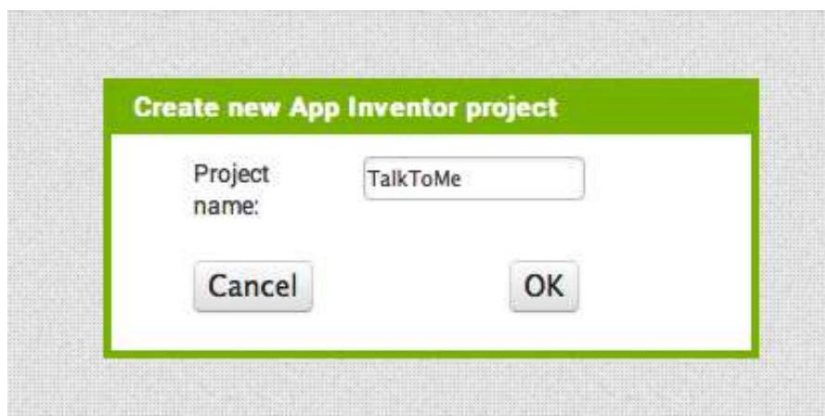 Create new App Inventor project
Project
name:
TalkToMe
Cancel
OK